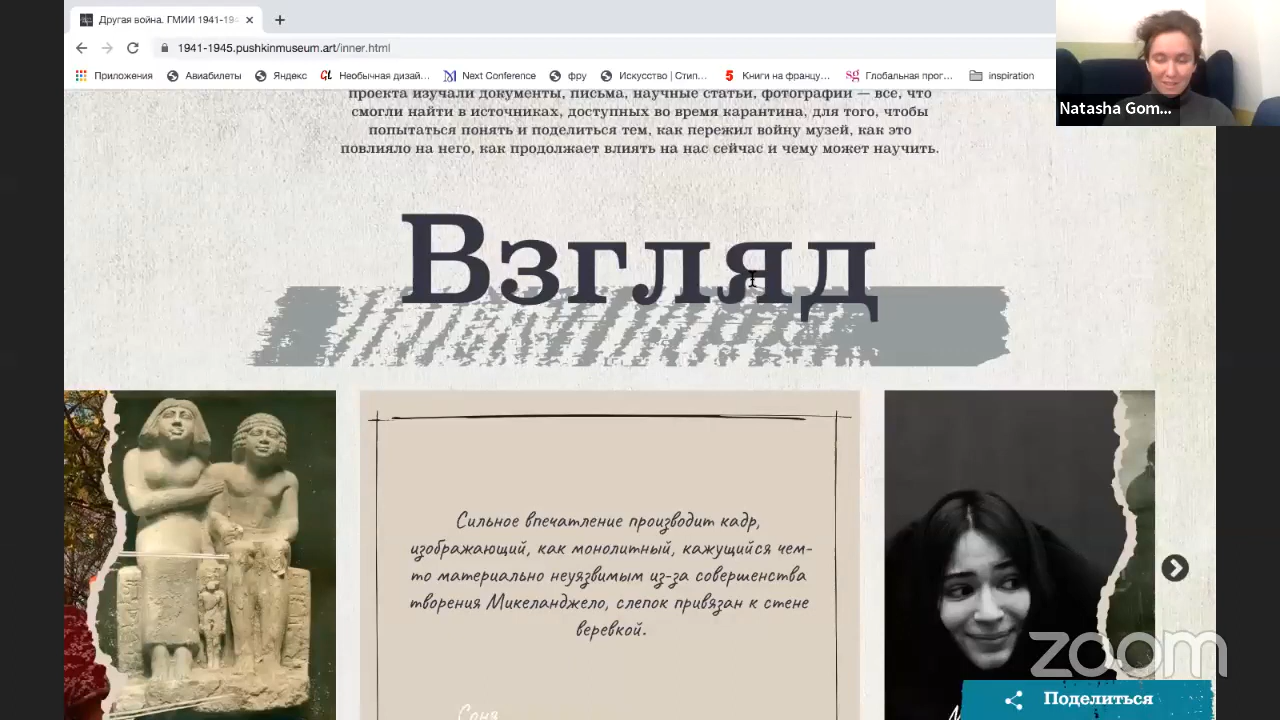 Другая война. ГМИИ 1941-19
1941-1945.pushkinmuseum.art/inner.html
Приложения Авиабилеты Яндекс Необычная дизай... Next Conference фру Искусство | Стип... Книги на францу... Глобальная прог... inspiration
Natasha Gom...
проекта изучали документы, письма, научные статьи, фотографии — все, что
смогли найти в источниках, доступных во время карантина, для того, чтобы
попытаться понять и поделиться тем, как пережил войну музей, как это
повлияло на него, как продолжает влиять на нас сейчас и чему может научить.
Взгляд
Сильное впечатление производит кадр,
изображающий, как монолитный, кажущийся чем-
то материально неуязвимым из-за совершенства
творения Микеланджело, слепок привязан к стене
веревкой.
Соня
zoom
Поделиться